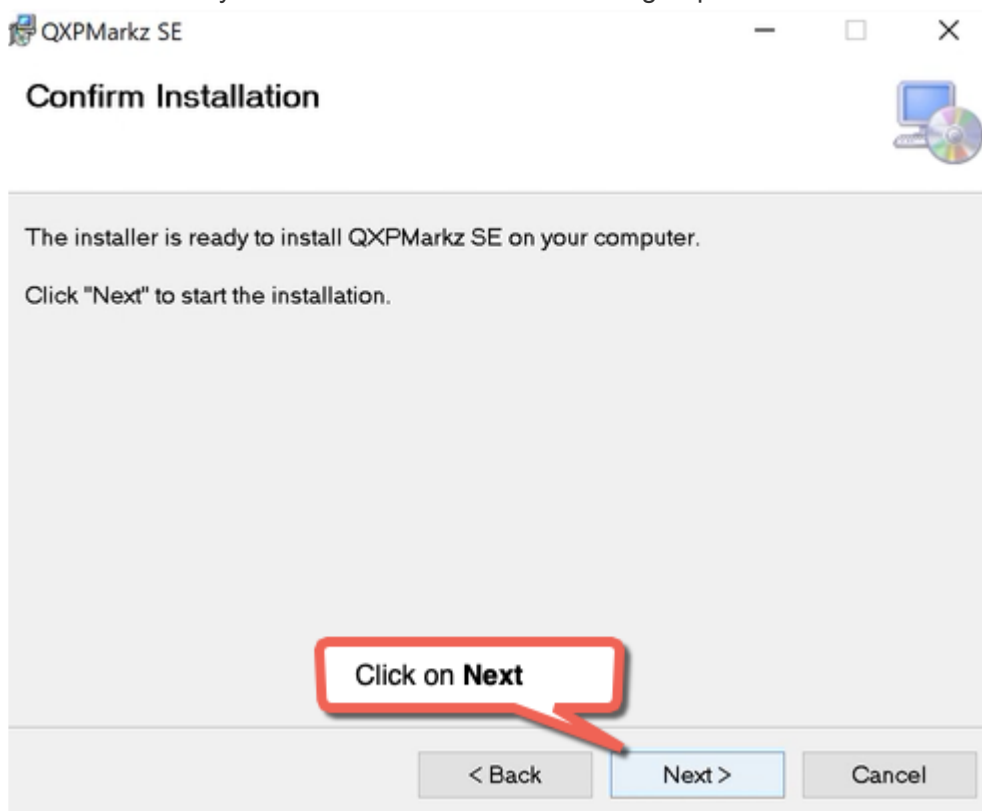 QXPMarkz SE
Confirm Installation
The installer is ready to install QXPMarkz SE on your computer.
Click "Next" to start the installation.
Click on Next
< Back Next > Cancel